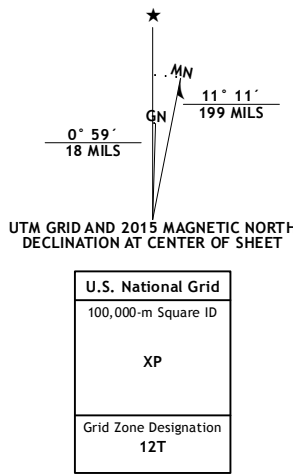 MN
GN
11° 11´
199 MILS
0° 59´
18 MILS
UTM GRID AND 2015 MAGNETIC NORTH
DECLINATION AT CENTER OF SHEET
U.S. National Grid
100,000-m Square ID
XP
Grid Zone Designation
12T